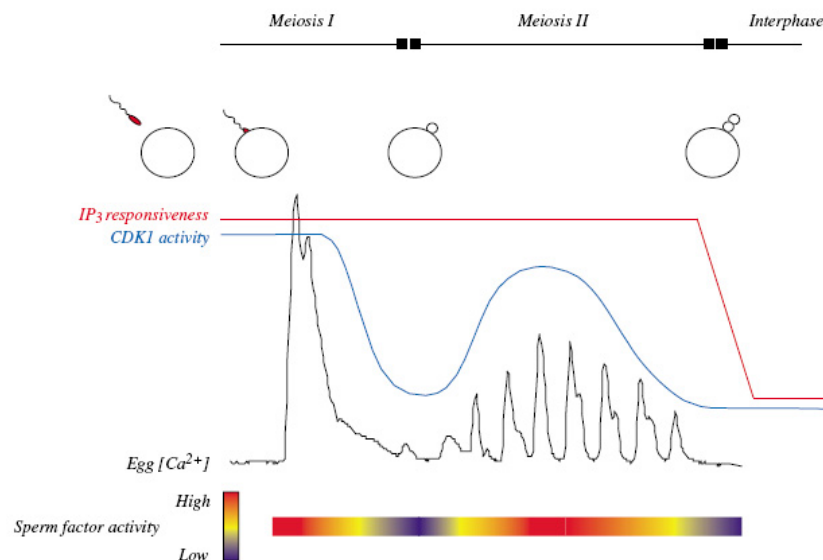 Meiosis I
Meiosis II
Interphase
IP3 responsiveness
CDK1 activity
Egg [Ca2+]
High
Sperm factor activity
Low